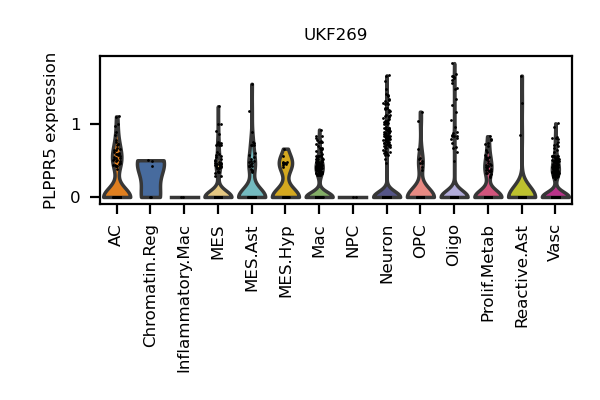 UKF269
PLPPR5 expression
1
0
AC
Chromatin.Reg
Inflammatory.Mac
MES
MES.Ast
MES.Hyp
Mac
NPC
Neuron
OPC
Oligo
Prolif.Metab
Reactive.Ast
Vasc